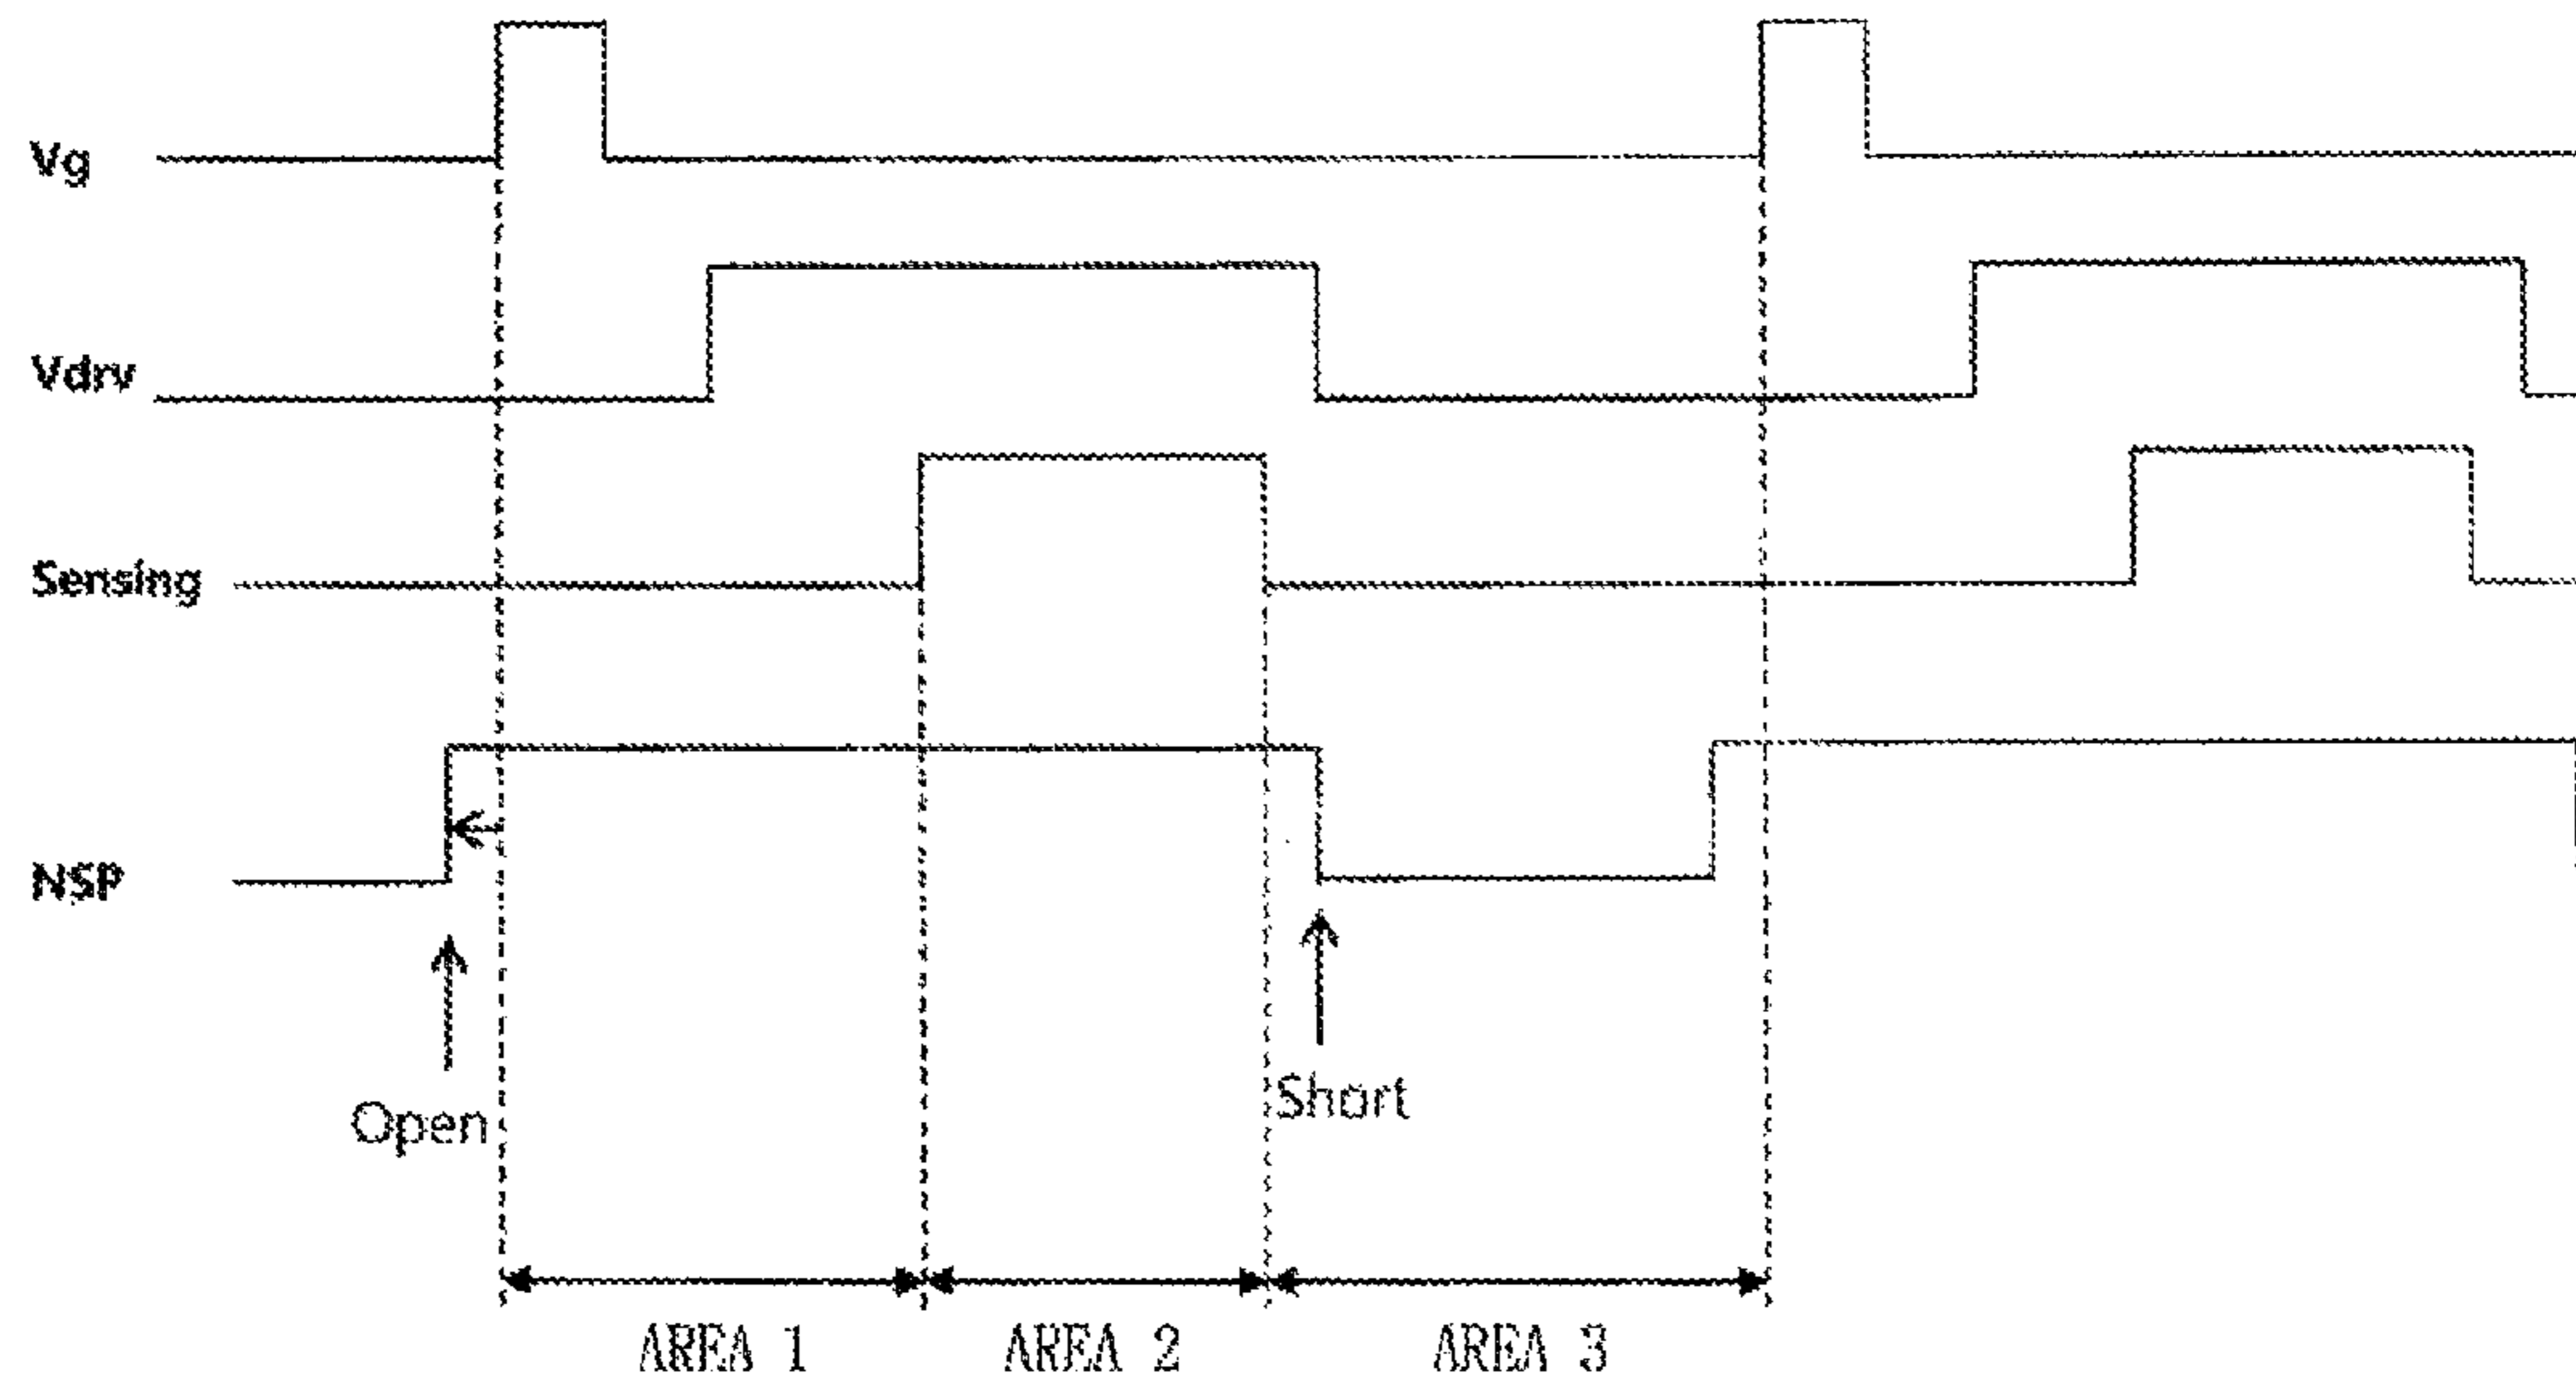 Vg
Vdrv
Sensing
NSP
Open
Short
AREA 1
AREA 2
AREA 3